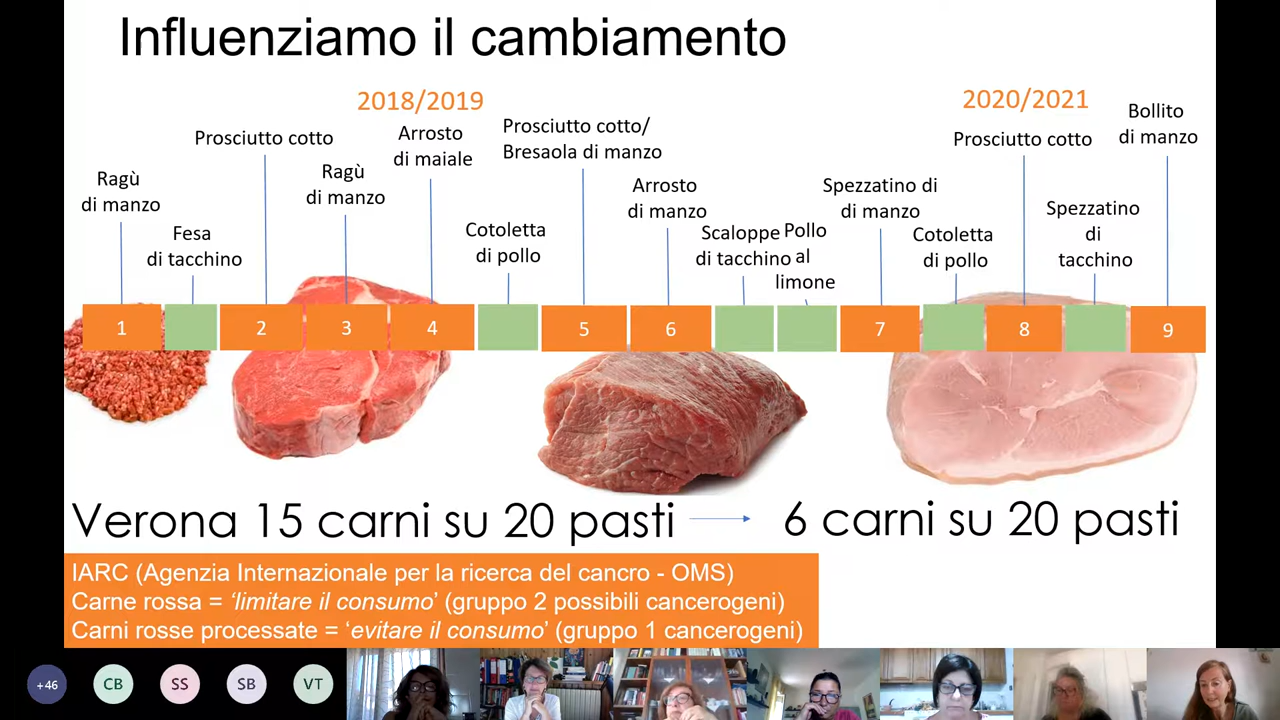 Influenziamo il cambiamento
2018/2019
2020/2021
Ragù
di manzo
Fesa
di tacchino
Prosciutto cotto
Ragù
di manzo
Arrosto
di maiale
Cotoletta
di pollo
Prosciutto cotto/
Bresaola di manzo
Arrosto
di manzo
Scaloppe
di tacchino
Pollo
al
limone
Spezzatino di
di manzo
Cotoletta
di pollo
Prosciutto cotto
Spezzatino
di
tacchino
Bollito
di manzo
1
2
3
4
5
6
7
8
9
Verona 15 carni su 20 pasti
6 carni su 20 pasti
IARC (Agenzia Internazionale per la ricerca del cancro - OMS)
Carne rossa = ‘limitare il consumo’ (gruppo 2 possibili cancerogeni)
Carni rosse processate = ‘evitare il consumo’ (gruppo 1 cancerogeni)
+46
CB
SS
SB
VT